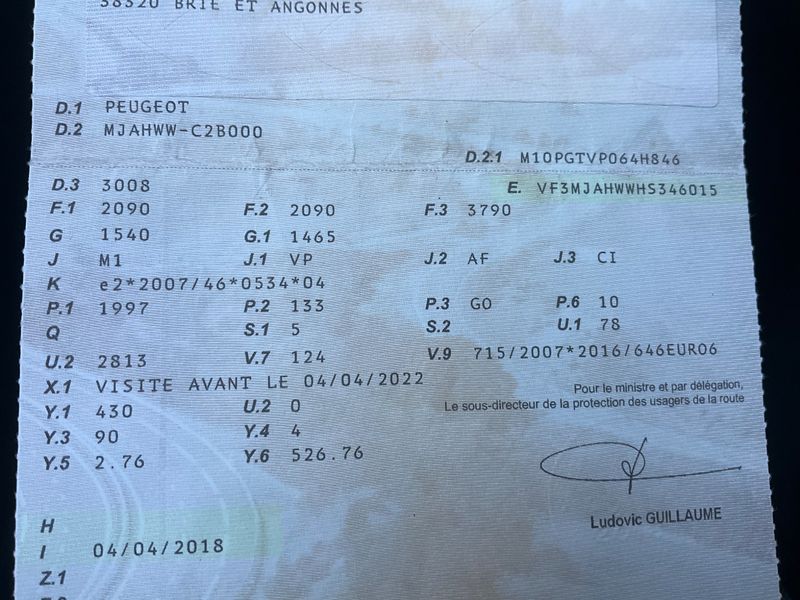 38320 BRIE ET ANGONNES
D.1 PEUGEOT
D.2 MJAHWW-C2B000
D.2.1 M10PGTVP064H846
D.3 3008
E. VF3MJAHWWHS346015
F.1 2090 F.2 2090 F.3 3790
G 1540 G.1 1465
J M1 J.1 VP J.2 AF J.3 CI
K e2*2007/46*0534*04
P.1 1997 P.2 133 P.3 GO P.6 10
Q S.1 5 S.2 U.1 78
U.2 2813 V.7 124 V.9 715/2007*2016/646EURO6
X.1 VISITE AVANT LE 04/04/2022
Pour le ministre et par délégation,
Y.1 430 U.2 0 Le sous-directeur de la protection des usagers de la route
Y.3 90 Y.4 4
Y.5 2.76 Y.6 526.76
Ludovic GUILLAUME
H
I 04/04/2018
Z.1